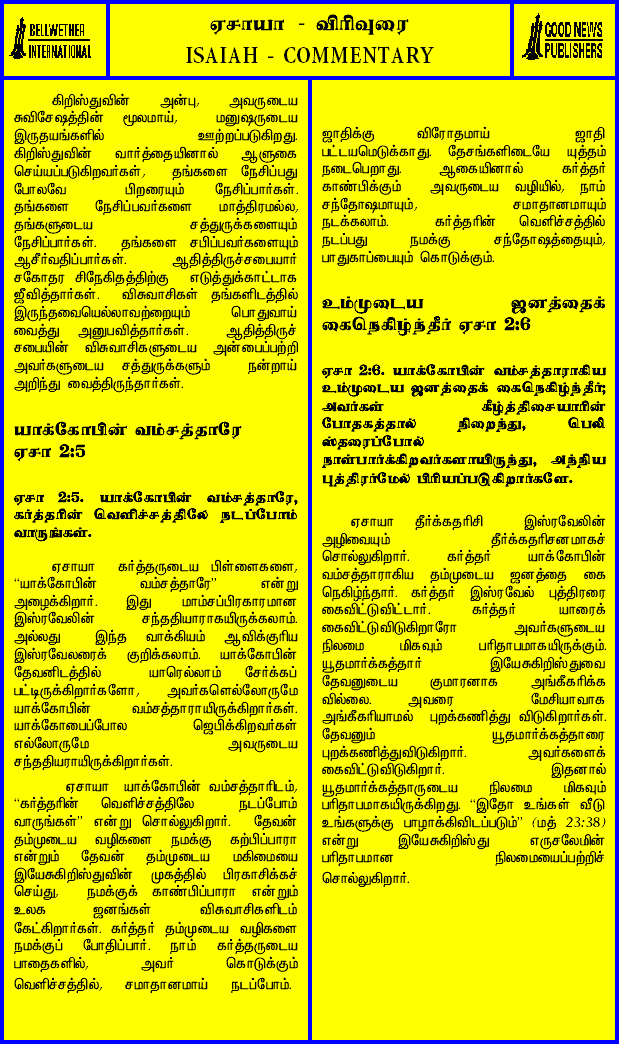 BELLWETHER
INTERNATIONAL
ஏசாயா - விரிவுரை
ISAIAH - COMMENTARY
GOOD NEWS
PUBLISHERS
கிறிஸ்துவின் அன்பு, அவருடைய
சுவிசேஷத்தின் மூலமாய், மனுஷருடைய
இருதயங்களில் ஊற்றப்படுகிறது.
கிறிஸ்துவின் வார்த்தையினால் ஆளுகை
செய்யப்படுகிறவர்கள், தங்களை நேசிப்பது
போலவே பிறரையும் நேசிப்பார்கள்.
தங்களை நேசிப்பவர்களை மாத்திரமல்ல,
தங்களுடைய சத்துருக்களையும்
நேசிப்பார்கள். தங்களை சபிப்பவர்களையும்
ஆசீர்வதிப்பார்கள். ஆதித்திருச்சபையார்
சகோதர சிநேகிதத்திற்கு எடுத்துக்காட்டாக
ஜீவித்தார்கள். விசுவாசிகள் தங்களிடத்தில்
இருந்தவையெல்லாவற்றையும் பொதுவாய்
வைத்து அனுபவித்தார்கள். ஆதித்திருச்
சபையின் விசுவாசிகளுடைய அன்பைப்பற்றி
அவர்களுடைய சத்துருக்களும் நன்றாய்
அறிந்து வைத்திருந்தார்கள்.
யாக்கோபின் வம்சத்தாரே
ஏசா 2:5
ஏசா 2:5. யாக்கோபின் வம்சத்தாரே,
கர்த்தரின் வெளிச்சத்திலே நடப்போம்
வாருங்கள்.
ஏசாயா கர்த்தருடைய பிள்ளைகளை,
“யாக்கோபின் வம்சத்தாரே” என்று
அழைக்கிறார். இது மாம்சப்பிரகாரமான
இஸ்ரவேலின் சந்ததியாராகயிருக்கலாம்.
அல்லது இந்த வாக்கியம் ஆவிக்குரிய
இஸ்ரவேலரைக் குறிக்கலாம். யாக்கோபின்
தேவனிடத்தில் யாரெல்லாம் சேர்க்கப்
பட்டிருக்கிறார்களோ, அவர்களெல்லோருமே
யாக்கோபின் வம்சத்தாராயிருக்கிறார்கள்.
யாக்கோபைப்போல ஜெபிக்கிறவர்கள்
எல்லோருமே அவருடைய
சந்ததியராயிருக்கிறார்கள்.
ஏசாயா யாக்கோபின் வம்சத்தாரிடம்,
“கர்த்தரின் வெளிச்சத்திலே நடப்போம்
வாருங்கள்” என்று சொல்லுகிறார். தேவன்
தம்முடைய வழிகளை நமக்கு கற்பிப்பாரா
என்றும் தேவன் தம்முடைய மகிமையை
இயேசுகிறிஸ்துவின் முகத்தில் பிரகாசிக்கச்
செய்து, நமக்குக் காண்பிப்பாரா என்றும்
உலக ஜனங்கள் விசுவாசிகளிடம்
கேட்கிறார்கள். கர்த்தர் தம்முடைய வழிகளை
நமக்குப் போதிப்பார். நாம் கர்த்தருடைய
பாதைகளில், அவர் கொடுக்கும்
வெளிச்சத்தில், சமாதானமாய் நடப்போம்.
ஜாதிக்கு விரோதமாய் ஜாதி
பட்டயமெடுக்காது. தேசங்களிடையே யுத்தம்
நடைபெறாது. ஆகையினால் கர்த்தர்
காண்பிக்கும் அவருடைய வழியில், நாம்
சந்தோஷமாயும், சமாதானமாயும்
நடக்கலாம். கர்த்தரின் வெளிச்சத்தில்
நடப்பது நமக்கு சந்தோஷத்தையும்,
பாதுகாப்பையும் கொடுக்கும்.
உம்முடைய ஜனத்தைக்
கைநெகிழ்ந்தீர் ஏசா 2:6
ஏசா 2:6. யாக்கோபின் வம்சத்தாராகிய
உம்முடைய ஜனத்தைக் கைநெகிழ்ந்தீர்;
அவர்கள் கீழ்த்திசையாரின்
போதகத்தால் நிறைந்து, பெலி
ஸ்தரைப்போல்
நாள்பார்க்கிறவர்களாயிருந்து, அந்நிய
புத்திரர்மேல் பிரியப்படுகிறார்களே.
ஏசாயா தீர்க்கதரிசி இஸ்ரவேலின்
அழிவையும் தீர்க்கதரிசனமாகச்
சொல்லுகிறார். கர்த்தர் யாக்கோபின்
வம்சத்தாராகிய தம்முடைய ஜனத்தை கை
நெகிழ்ந்தார். கர்த்தர் இஸ்ரவேல் புத்திரரை
கைவிட்டுவிட்டார். கர்த்தர் யாரைக்
கைவிட்டுவிடுகிறாரோ அவர்களுடைய
நிலமை மிகவும் பரிதாபமாகயிருக்கும்.
யூதமார்க்கத்தார் இயேசுகிறிஸ்துவை
தேவனுடைய குமாரனாக அங்கீகரிக்க
வில்லை. அவரை மேசியாவாக
அங்கீகரியாமல் புறக்கணித்து விடுகிறார்கள்.
தேவனும் யூதமார்க்கத்தாரை
புறக்கணித்துவிடுகிறார். அவர்களைக்
கைவிட்டுவிடுகிறார். இதனால்
யூதமார்க்கத்தாருடைய நிலமை மிகவும்
பரிதாபமாகயிருக்கிறது. “இதோ உங்கள் வீடு
உங்களுக்கு பாழாக்கிவிடப்படும்” (மத் 23:38)
என்று இயேசுகிறிஸ்து எருசலேமின்
பரிதாபமான நிலமையைப்பற்றிச்
சொல்லுகிறார்.